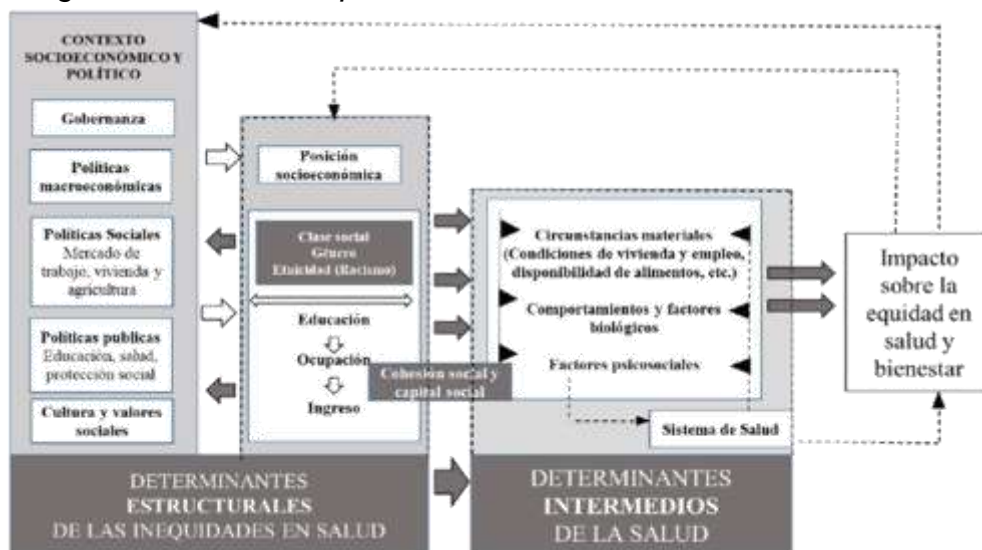 CONTEXTO
SOCIOECONÓMICO Y
POLÍTICO
Gobernanza
Políticas
macroeconómicas
Políticas Sociales
Mercado de
trabajo, vivienda y
agricultura
Políticas publicas
Educación, salud,
protección social
Cultura y valores
sociales
Posición
socioeconómica
Clase social
Género
Etnicidad (Racismo)
Educación
Ocupación
Ingreso
Cohesión social y
capital social
Circunstancias materiales
(Condiciones de vivienda y empleo,
disponibilidad de alimentos, etc.)
Comportamientos y factores
biológicos
Factores psicosociales
Sistema de Salud
Impacto
sobre la
equidad en
salud y
bienestar
DETERMINANTES
ESTRUCTURALES
DE LAS INEQUIDADES EN SALUD
DETERMINANTES
INTERMEDIOS
DE LA SALUD